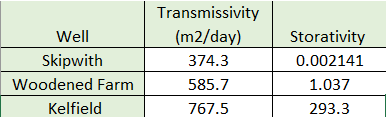 Well Transmissivity (m2/day) Storativity
Skipwith 374.3 0.002141
Woodened Farm 585.7 1.037
Kelfield 767.5 293.3